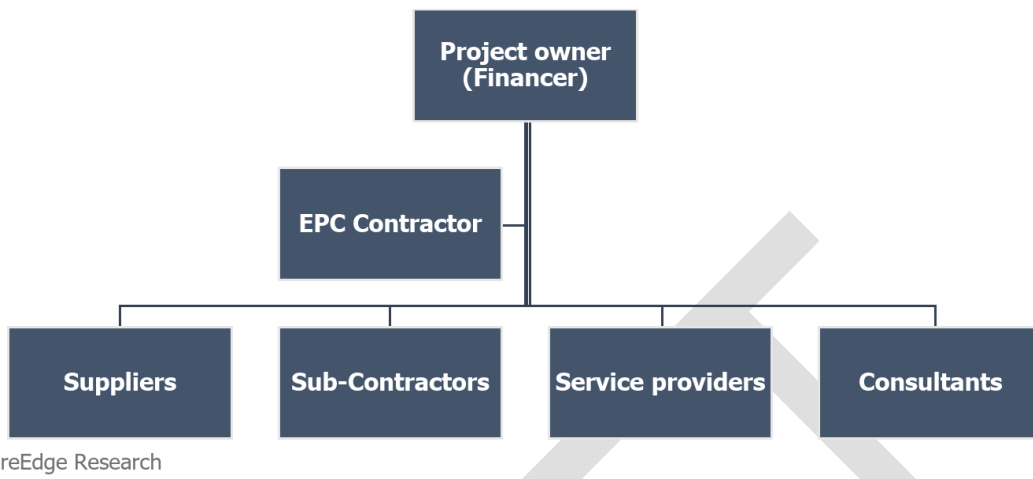 Project owner
(Financer)
EPC Contractor
Suppliers
Sub-Contractors
Service providers
Consultants
reEdge Research